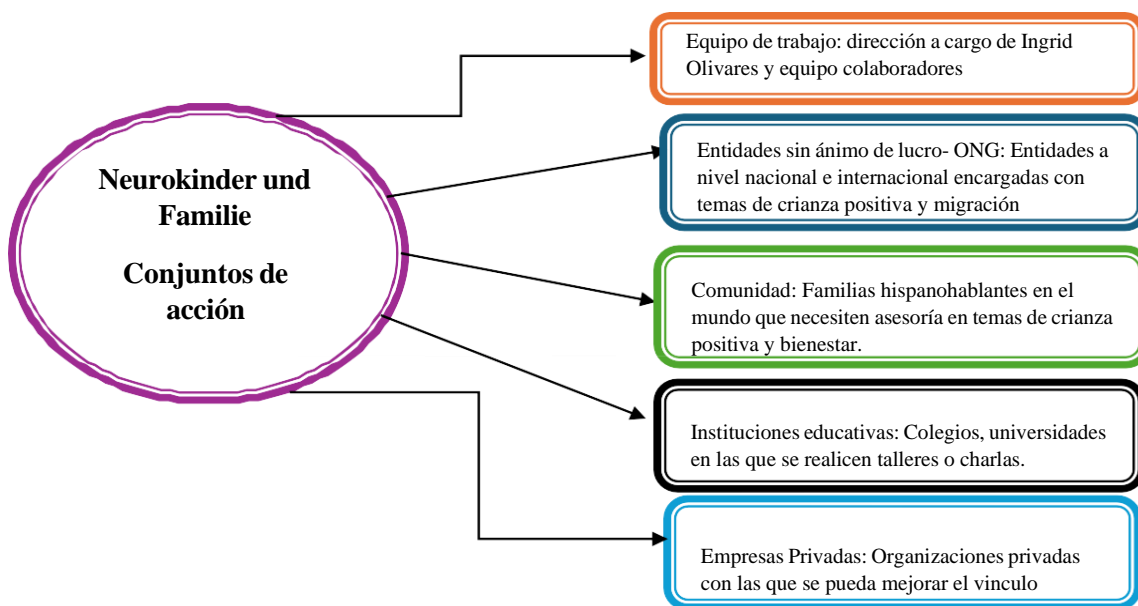 Neurokinder und
Familie
Conjuntos de
acción
Equipo de trabajo: dirección a cargo de Ingrid
Olivares y equipo colaboradores
Entidades sin ánimo de lucro- ONG: Entidades a
nivel nacional e internacional encargadas con
temas de crianza positiva y migración
Comunidad: Familias hispanohablantes en el
mundo que necesiten asesoría en temas de crianza
positiva y bienestar.
Instituciones educativas: Colegios, universidades
en las que se realicen talleres o charlas.
Empresas Privadas: Organizaciones privadas
con las que se pueda mejorar el vinculo